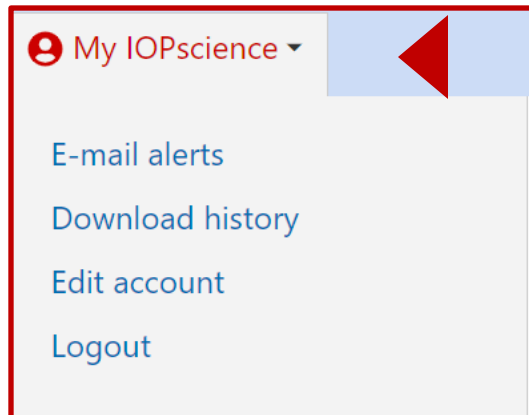 My IOPscience
E-mail alerts
Download history
Edit account
Logout